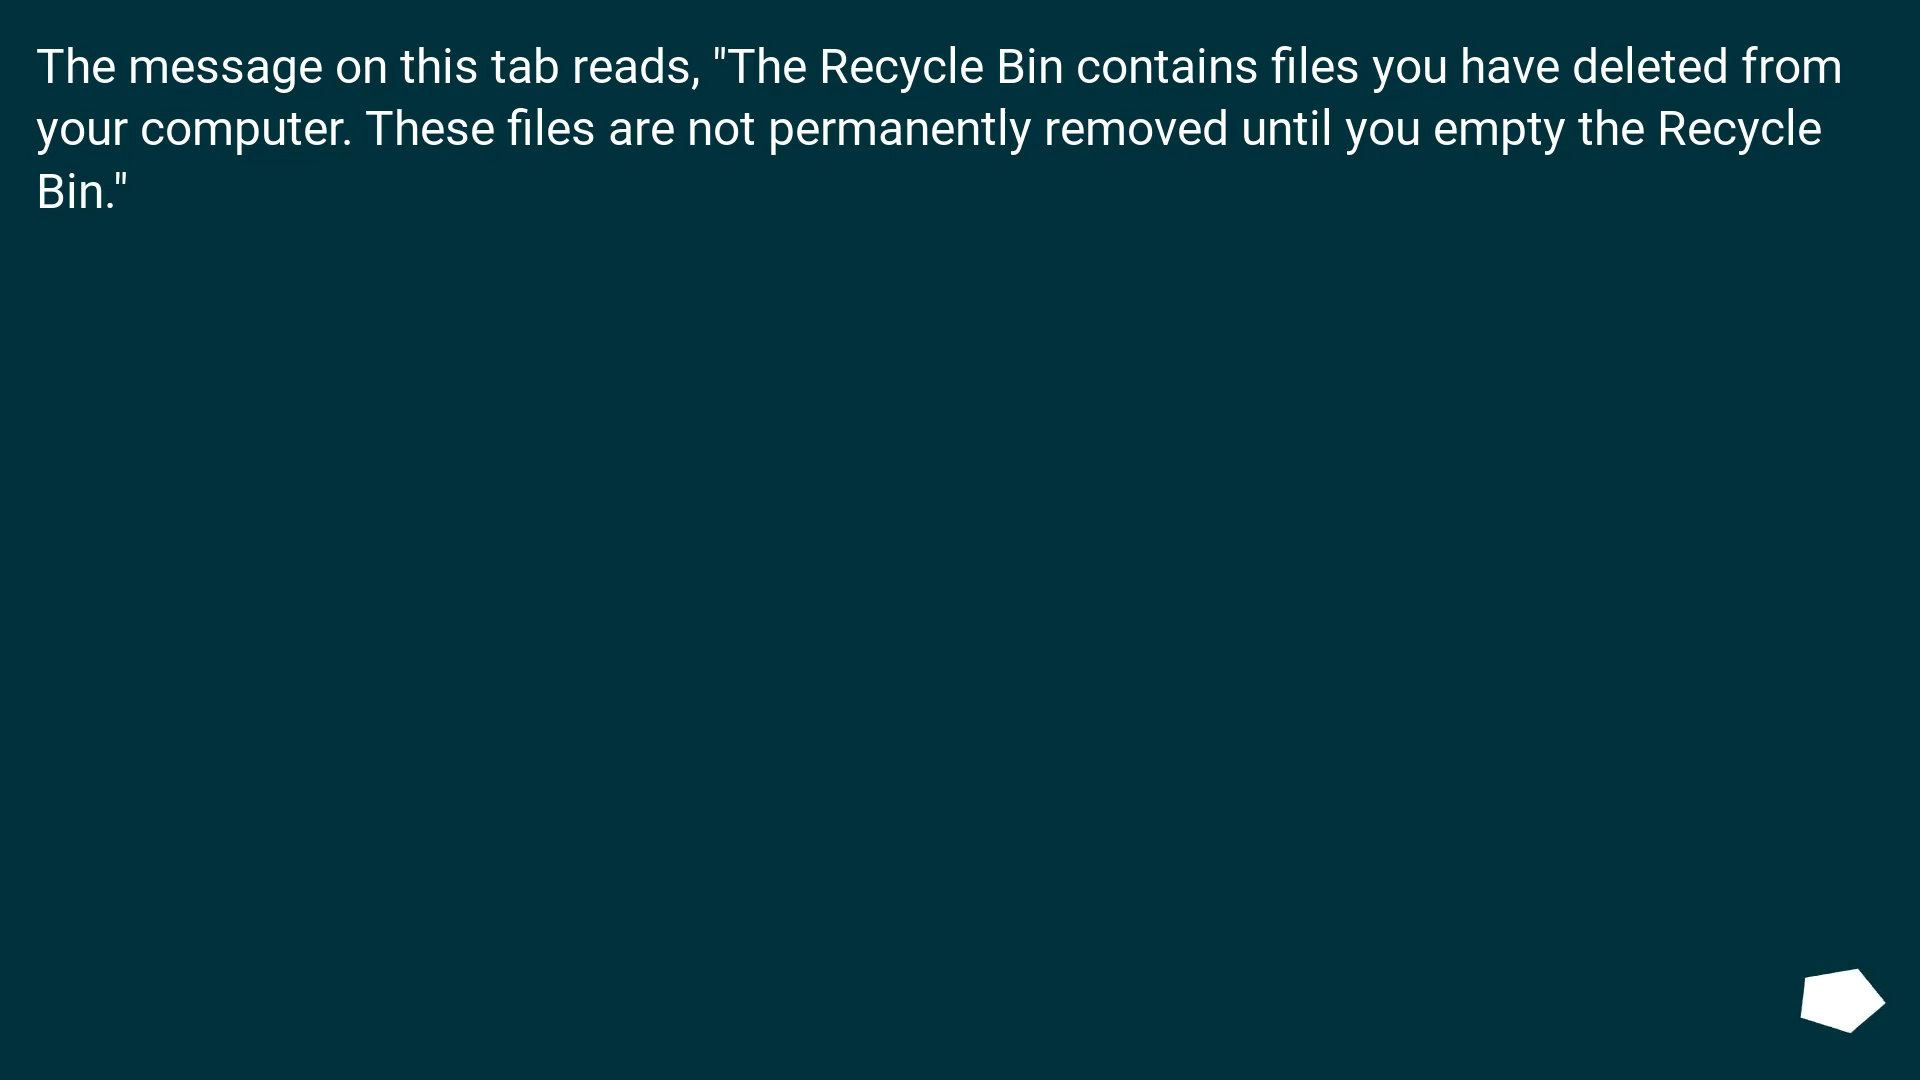 The message on this tab reads, "The Recycle Bin contains files you have deleted from
your computer. These files are not permanently removed until you empty the Recycle
Bin."